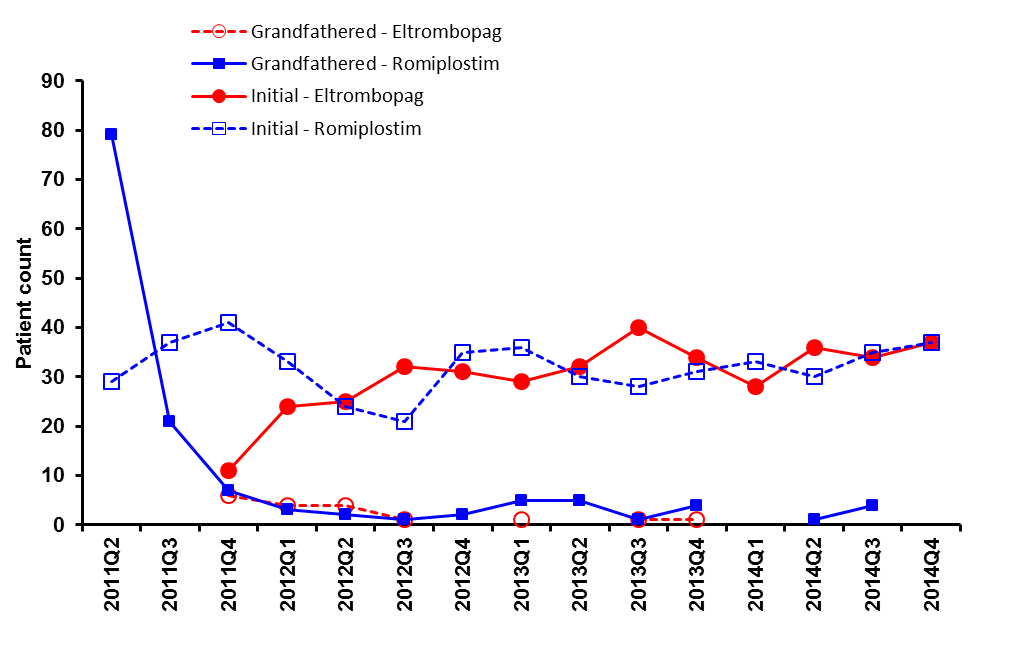 Grandfathered - Eltrombopag
Grandfathered - Romiplostim
Initial - Eltrombopag
Initial - Romiplostim
Patient count
90
80
70
60
50
40
30
20
10
0
2011Q2
2011Q3
2011Q4
2012Q1
2012Q2
2012Q3
2012Q4
2013Q1
2013Q2
2013Q3
2013Q4
2014Q1
2014Q2
2014Q3
2014Q4